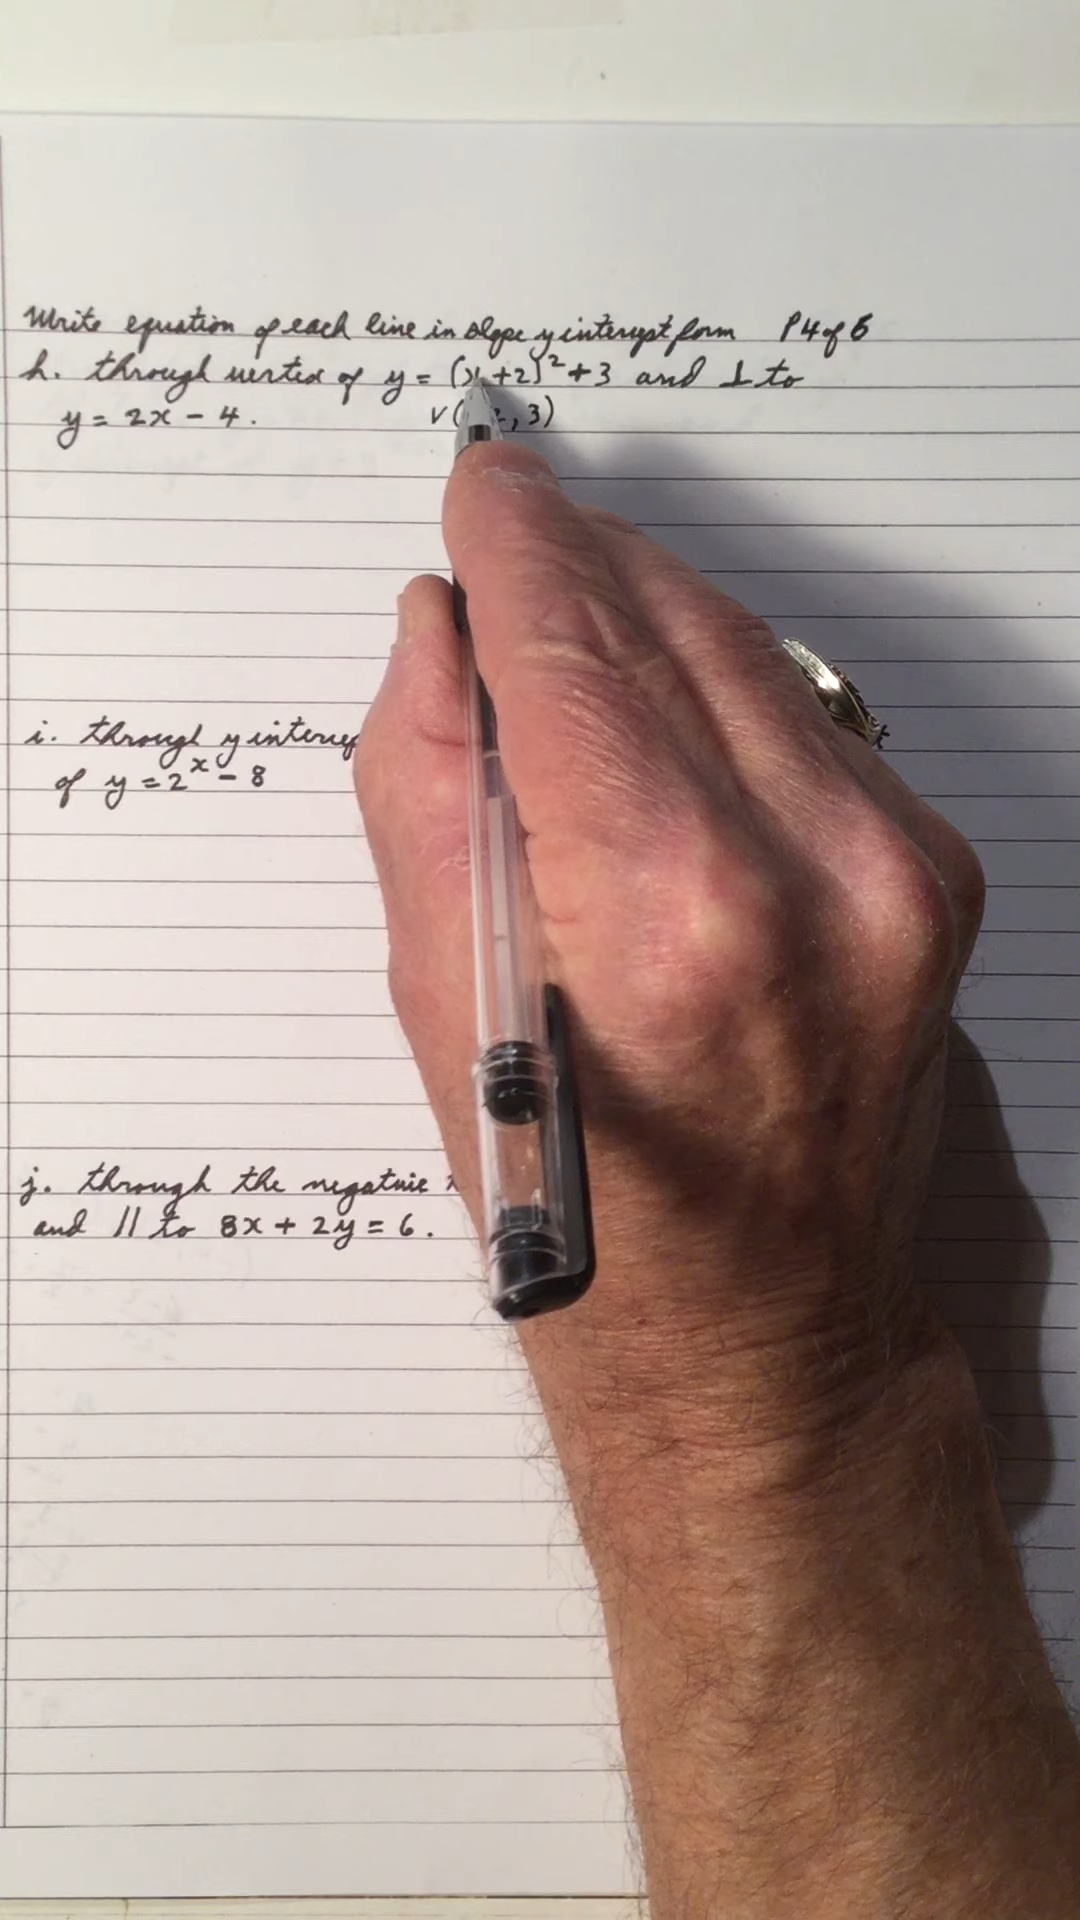 Write equation of each line in slope y intercept form P4 of 5
h. through vertex of y = (x+2)² + 3 and ⊥ to
y = 2x - 4. V( , 3)
i. through y
of y = 2ˣ - 8
j. through the negative
and || to 8x + 2y = 6.